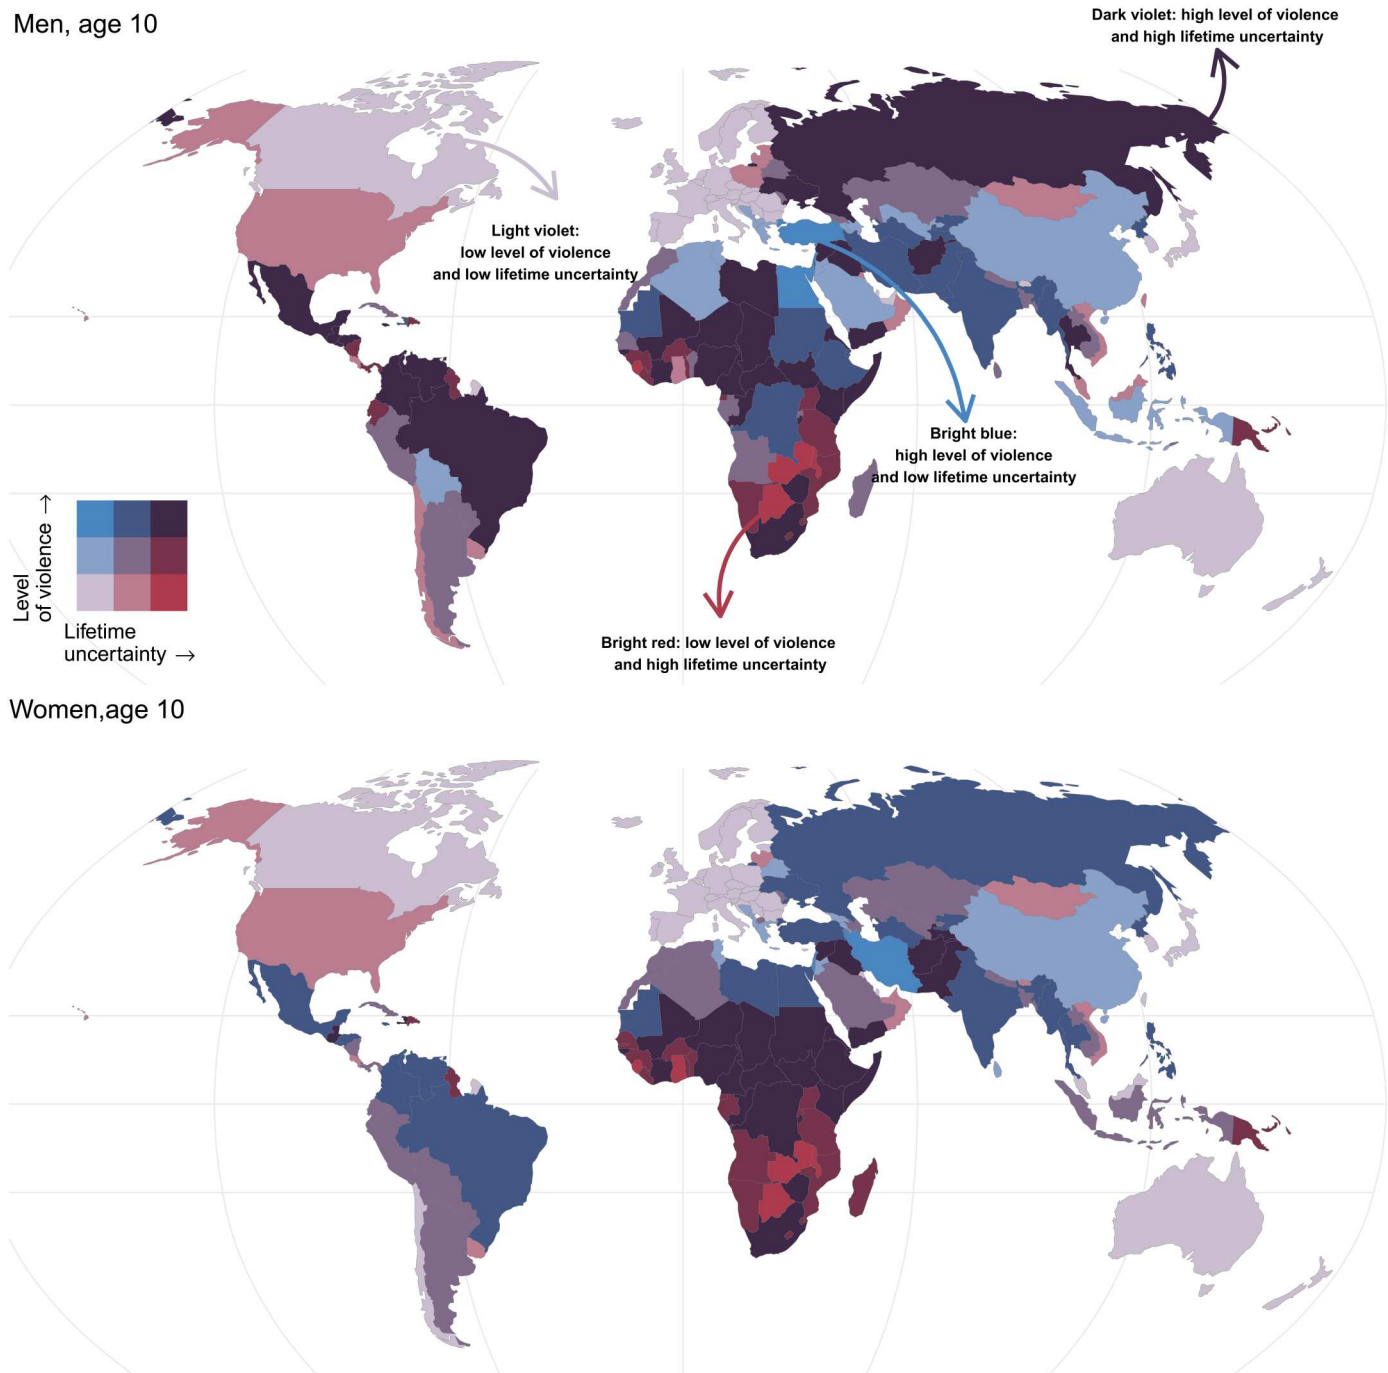 Men, age 10
Dark violet: high level of violence
and high lifetime uncertainty
Light violet:
low level of violence
and low lifetime uncertainty
Bright blue:
high level of violence
and low lifetime uncertainty
Level
of violence →
Lifetime
uncertainty →
Bright red: low level of violence
and high lifetime uncertainty
Women,age 10